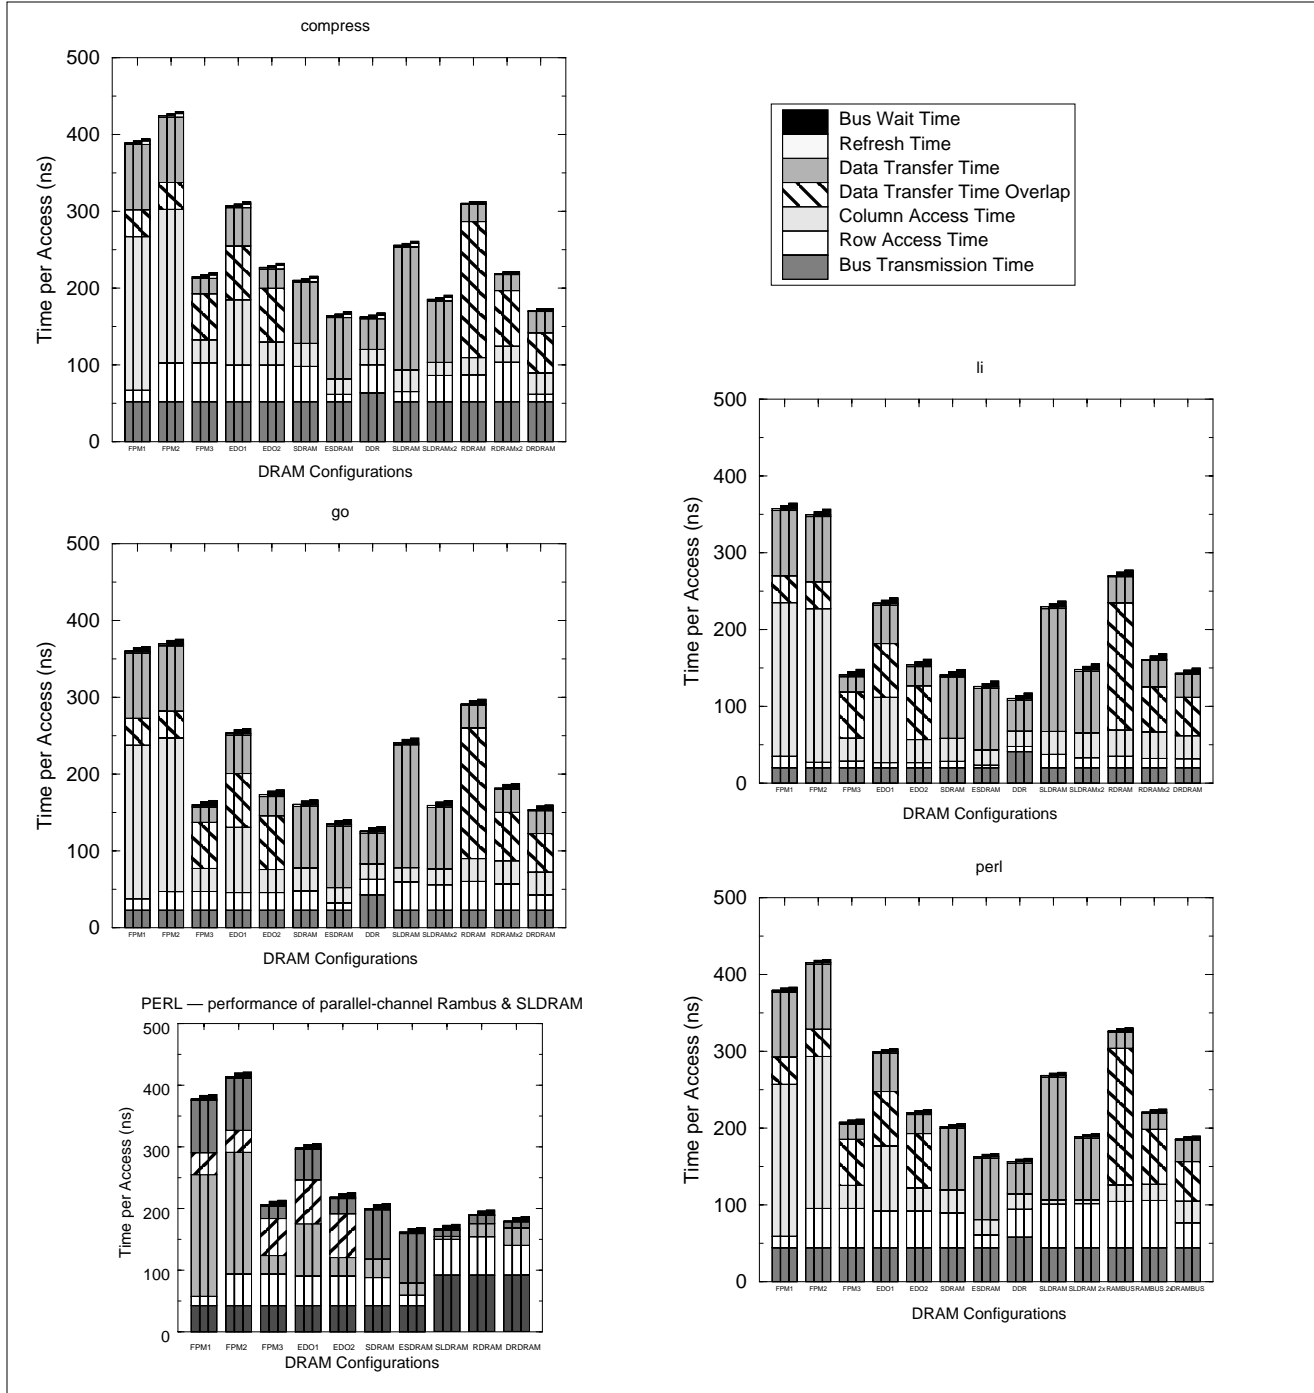 compress
500
400
300
200
100
0
Time per Access (ns)
FPM1 FPM2 FPM3 EDO1 EDO2 SDRAM ESDRAM DDR SLDRAM SLDRAMx2 RDRAM RDRAMx2 DRDRAM
DRAM Configurations
Bus Wait Time
Refresh Time
Data Transfer Time
Data Transfer Time Overlap
Column Access Time
Row Access Time
Bus Transmission Time
go
500
400
300
200
100
0
Time per Access (ns)
FPM1 FPM2 FPM3 EDO1 EDO2 SDRAM ESDRAM DDR SLDRAM SLDRAMx2 RDRAM RDRAMx2 DRDRAM
DRAM Configurations
li
500
400
300
200
100
0
Time per Access (ns)
FPM1 FPM2 FPM3 EDO1 EDO2 SDRAM ESDRAM DDR SLDRAM SLDRAMx2 RDRAM RDRAMx2 DRDRAM
DRAM Configurations
PERL — performance of parallel-channel Rambus & SLDRAM
500
400
300
200
100
0
Time per Access (ns)
FPM1 FPM2 FPM3 EDO1 EDO2 SDRAM ESDRAM SLDRAM RDRAM DRDRAM
DRAM Configurations
perl
500
400
300
200
100
0
Time per Access (ns)
FPM1 FPM2 FPM3 EDO1 EDO2 SDRAM ESDRAM DDR SLDRAM SLDRAM 2x RAMBUS RAMBUS 2x DRAMBUS
DRAM Configurations